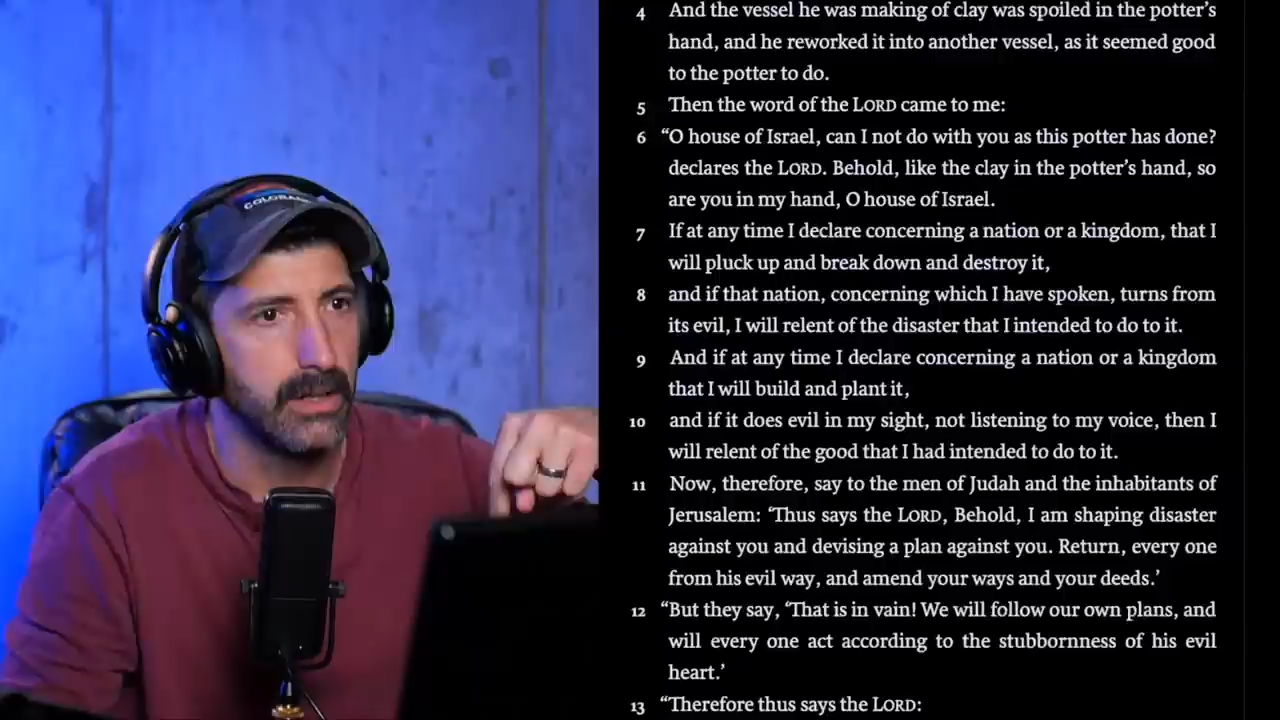 COLORADO
4 And the vessel he was making of clay was spoiled in the potter’s
hand, and he reworked it into another vessel, as it seemed good
to the potter to do.
5 Then the word of the LORD came to me:
6 “O house of Israel, can I not do with you as this potter has done?
declares the LORD. Behold, like the clay in the potter’s hand, so
are you in my hand, O house of Israel.
7 If at any time I declare concerning a nation or a kingdom, that I
will pluck up and break down and destroy it,
8 and if that nation, concerning which I have spoken, turns from
its evil, I will relent of the disaster that I intended to do to it.
9 And if at any time I declare concerning a nation or a kingdom
that I will build and plant it,
10 and if it does evil in my sight, not listening to my voice, then I
will relent of the good that I had intended to do to it.
11 Now, therefore, say to the men of Judah and the inhabitants of
Jerusalem: ‘Thus says the LORD, Behold, I am shaping disaster
against you and devising a plan against you. Return, every one
from his evil way, and amend your ways and your deeds.’
12 “But they say, ‘That is in vain! We will follow our own plans, and
will every one act according to the stubbornness of his evil
heart.’
13 “Therefore thus says the LORD: